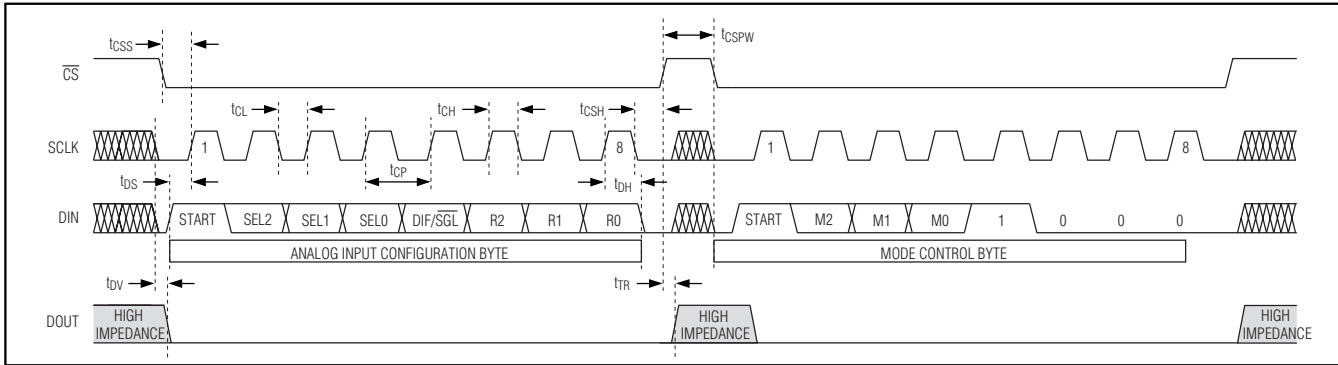 tCSS
tCSPW
CS
tCL tCH tCSH
SCLK 1 8 1 8
tCP
tDS tDH
DIN START SEL2 SEL1 SEL0 DIF/SGL R2 R1 R0 START M2 M1 M0 1 0 0 0
ANALOG INPUT CONFIGURATION BYTE MODE CONTROL BYTE
tDV tTR
DOUT HIGH IMPEDANCE HIGH IMPEDANCE HIGH IMPEDANCE